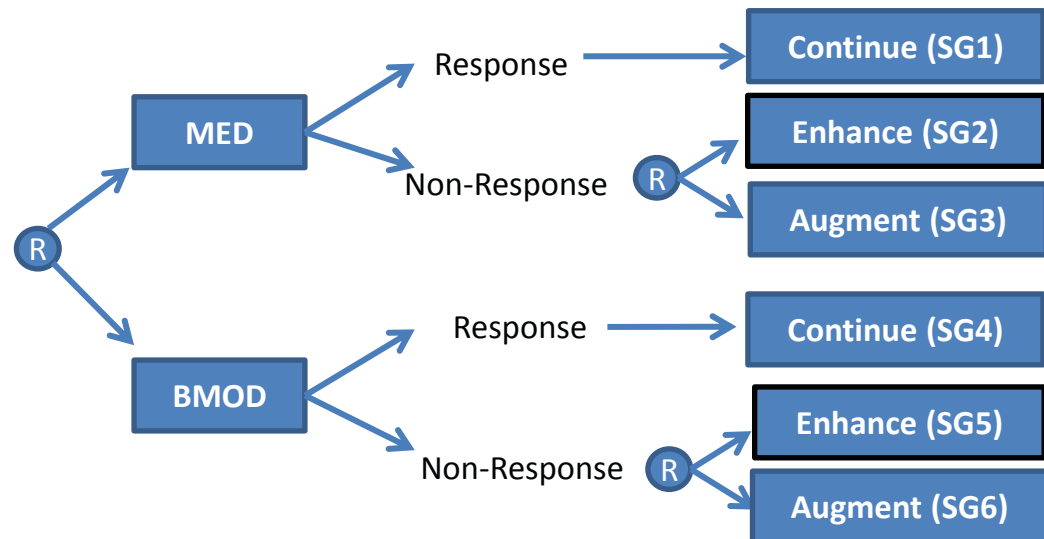 Response
Continue (SG1)
MED
Enhance (SG2)
Non-Response
R
Augment (SG3)
R
Response
Continue (SG4)
BMOD
Enhance (SG5)
Non-Response
R
Augment (SG6)